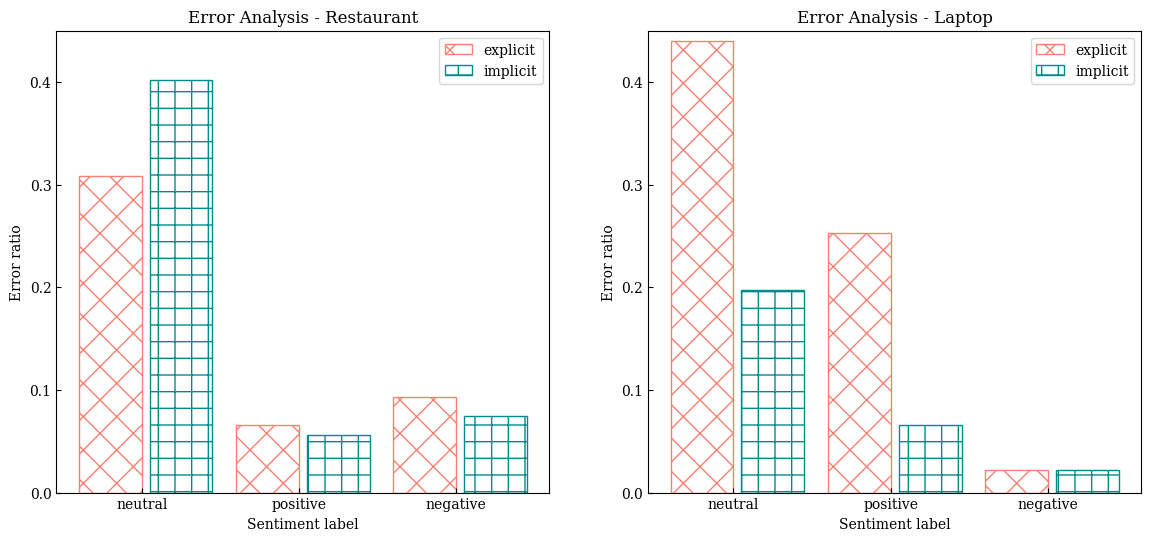 Error Analysis - Restaurant
explicit
implicit
0.4
0.3
0.2
0.1
0.0
Error ratio
neutral
positive
negative
Sentiment label
Error Analysis - Laptop
explicit
implicit
0.4
0.3
0.2
0.1
0.0
Error ratio
neutral
positive
negative
Sentiment label